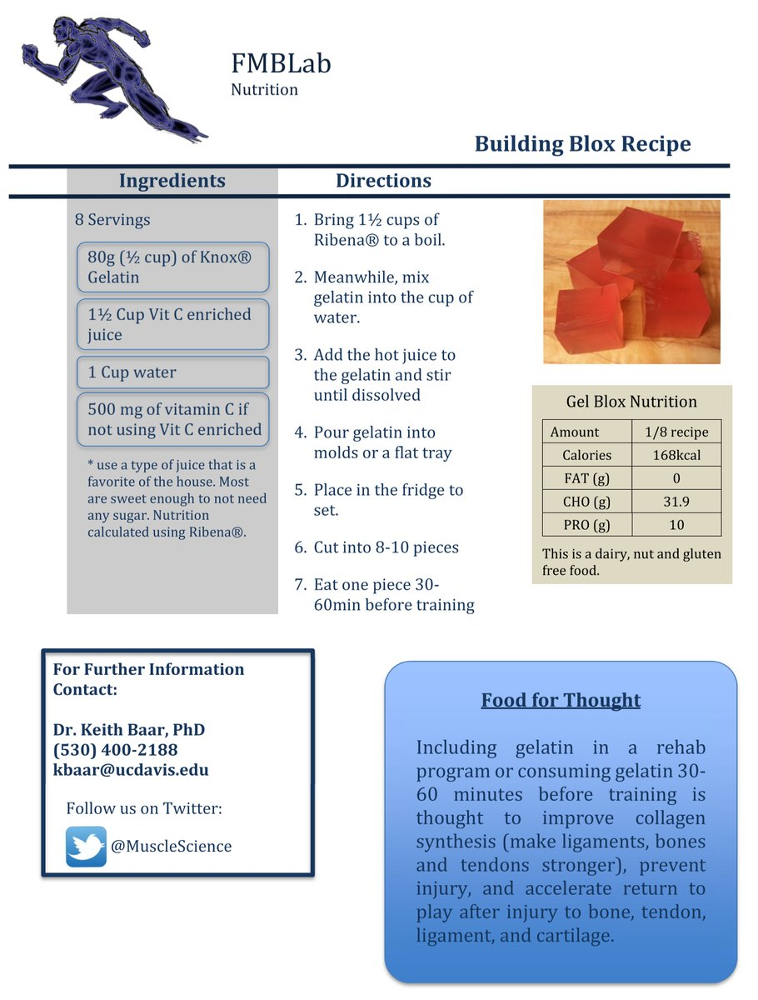 FMBLab
Nutrition
Building Blox Recipe
Ingredients
8 Servings
80g (½ cup) of Knox®
Gelatin
1½ Cup Vit C enriched
juice
1 Cup water
500 mg of vitamin C if
not using Vit C enriched
* use a type of juice that is a
favorite of the house. Most
are sweet enough to not need
any sugar. Nutrition
calculated using Ribena®.
Directions
1. Bring 1½ cups of
Ribena® to a boil.
2. Meanwhile, mix
gelatin into the cup of
water.
3. Add the hot juice to
the gelatin and stir
until dissolved
4. Pour gelatin into
molds or a flat tray
5. Place in the fridge to
set.
6. Cut into 8-10 pieces
7. Eat one piece 30-
60min before training
Gel Blox Nutrition
Amount 1/8 recipe
Calories 168kcal
FAT (g) 0
CHO (g) 31.9
PRO (g) 10
This is a dairy, nut and gluten
free food.
For Further Information
Contact:
Dr. Keith Baar, PhD
(530) 400-2188
kbaar@ucdavis.edu
Follow us on Twitter:
@MuscleScience
Food for Thought
Including gelatin in a rehab
program or consuming gelatin 30-
60 minutes before training is
thought to improve collagen
synthesis (make ligaments, bones
and tendons stronger), prevent
injury, and accelerate return to
play after injury to bone, tendon,
ligament, and cartilage.